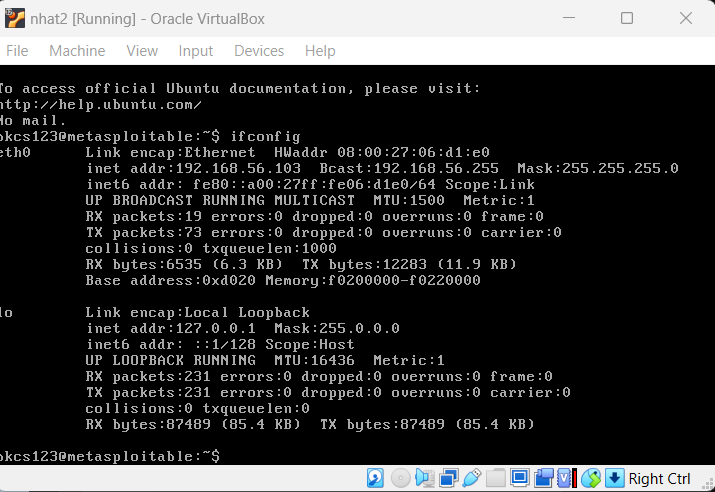 nhat2 [Running] - Oracle VirtualBox
File Machine View Input Devices Help
To access official Ubuntu documentation, please visit:
http://help.ubuntu.com/
No mail.
pkcs123@metasploitable:~$ ifconfig
eth0 Link encap:Ethernet HWaddr 08:00:27:06:d1:e0
inet addr:192.168.56.103 Bcast:192.168.56.255 Mask:255.255.255.0
inet6 addr: fe80::a00:27ff:fe06:d1e0/64 Scope:Link
UP BROADCAST RUNNING MULTICAST MTU:1500 Metric:1
RX packets:19 errors:0 dropped:0 overruns:0 frame:0
TX packets:73 errors:0 dropped:0 overruns:0 carrier:0
collisions:0 txqueuelen:1000
RX bytes:6535 (6.3 KB) TX bytes:12283 (11.9 KB)
Base address:0xd020 Memory:f0200000-f0220000
lo Link encap:Local Loopback
inet addr:127.0.0.1 Mask:255.0.0.0
inet6 addr: ::1/128 Scope:Host
UP LOOPBACK RUNNING MTU:16436 Metric:1
RX packets:231 errors:0 dropped:0 overruns:0 frame:0
TX packets:231 errors:0 dropped:0 overruns:0 carrier:0
collisions:0 txqueuelen:0
RX bytes:87489 (85.4 KB) TX bytes:87489 (85.4 KB)
pkcs123@metasploitable:~$
Right Ctrl